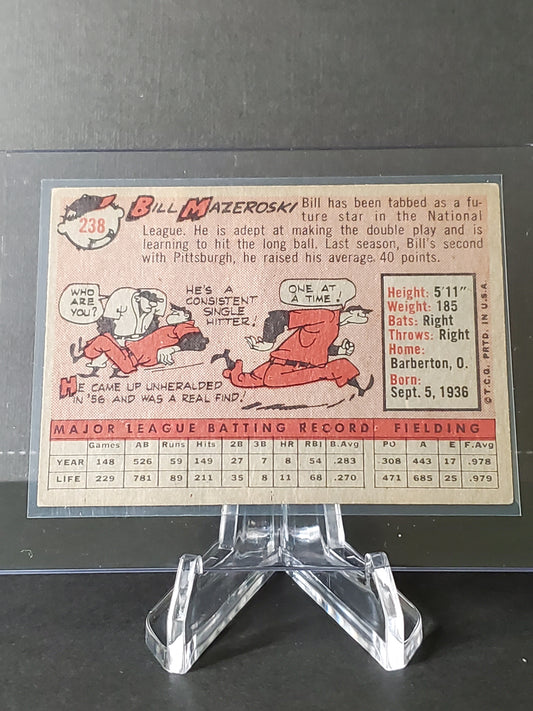 238
BILL MAZEROSKI
Bill has been tabbed as a fu-
ture star in the National
League. He is adept at making the double play and is
learning to hit the long ball. Last season, Bill's second
with Pittsburgh, he raised his average 40 points.
WHO
ARE
YOU?
HE'S A
CONSISTENT
SINGLE
HITTER!
ONE AT
A TIME!
HE CAME UP UNHERALDED
IN '56 AND WAS A REAL FIND!
Height: 5'11"
Weight: 185
Bats: Right
Throws: Right
Home:
Barberton, O.
Born:
Sept. 5, 1936
©T.C.G. PRTD. IN U.S.A.
MAJOR LEAGUE BATTING RECORD FIELDING
Games AB Runs Hits 2B 3B HR RBI B.Avg PO A E F.Avg
YEAR 148 526 59 149 27 7 8 54 .283 308 443 17 .978
LIFE 229 781 89 211 35 8 11 68 .270 471 685 25 .979